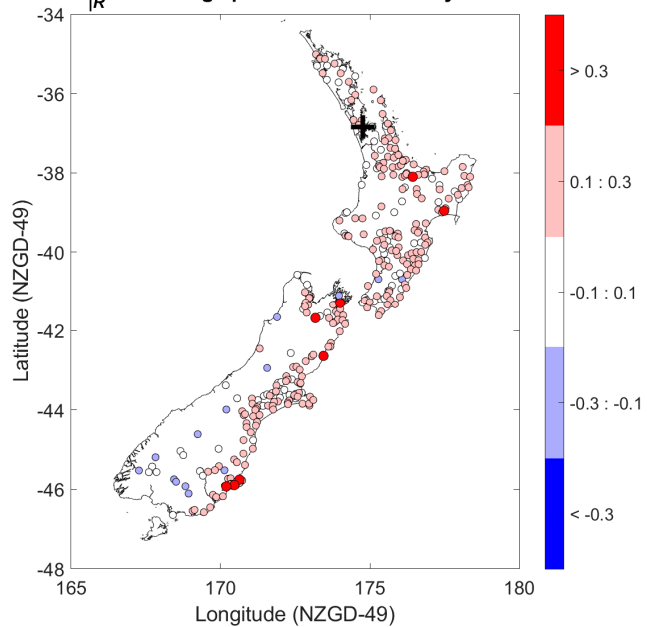 -34
-36
-38
-40
-42
-44
-46
-48
Latitude (NZGD-49)
165
170
175
180
Longitude (NZGD-49)
> 0.3
0.1 : 0.3
-0.1 : 0.1
-0.3 : -0.1
< -0.3